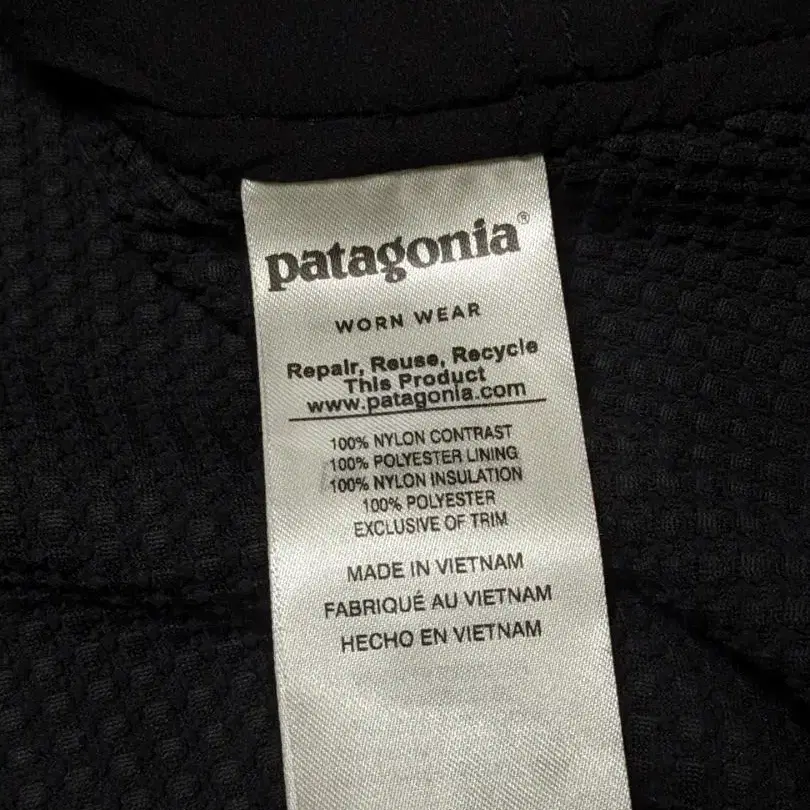 patagonia®
WORN WEAR
Repair, Reuse, Recycle
This Product
www.patagonia.com
100% NYLON CONTRAST
100% POLYESTER LINING
100% NYLON INSULATION
100% POLYESTER
EXCLUSIVE OF TRIM
MADE IN VIETNAM
FABRIQUÉ AU VIETNAM
HECHO EN VIETNAM